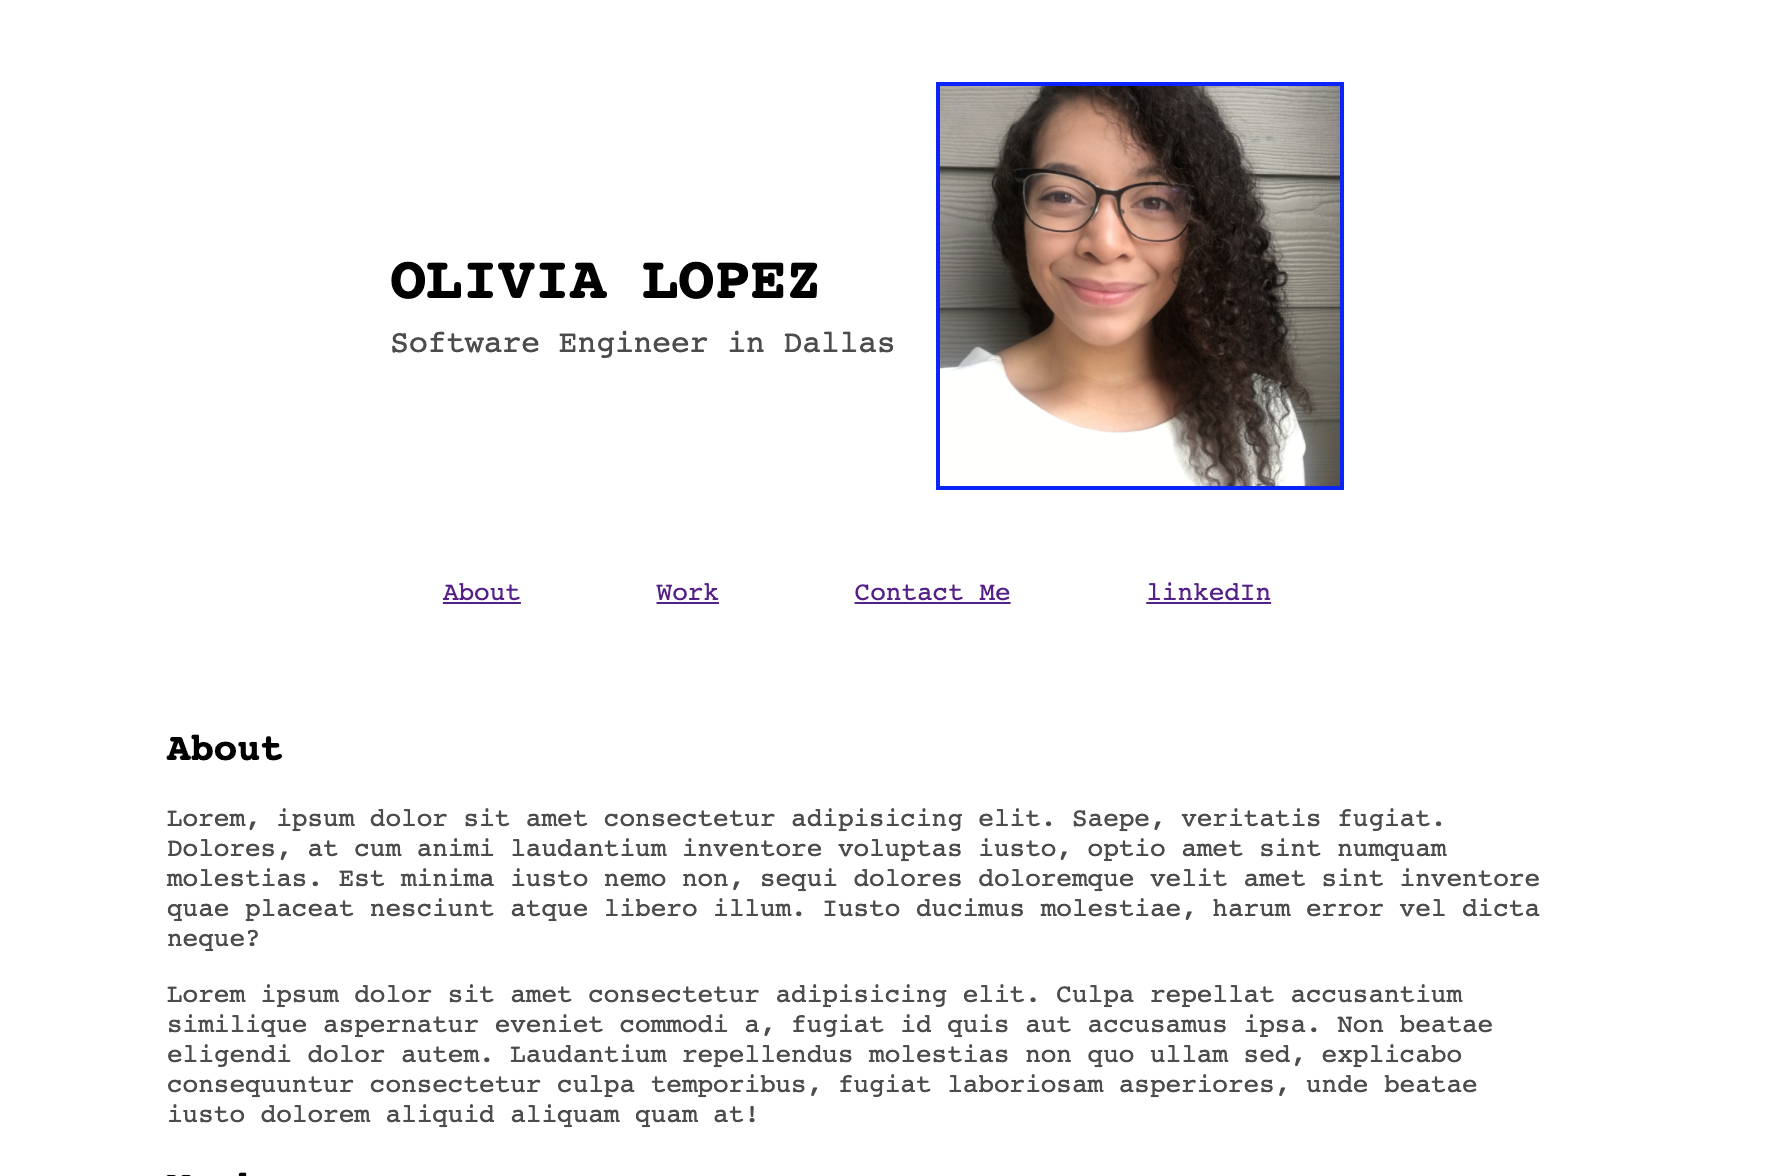 OLIVIA LOPEZ
Software Engineer in Dallas
About
Work
Contact Me
linkedIn
About
Lorem, ipsum dolor sit amet consectetur adipisicing elit. Saepe, veritatis fugiat.
Dolores, at cum animi laudantium inventore voluptas iusto, optio amet sint numquam
molestias. Est minima iusto nemo non, sequi dolores doloremque velit amet sint inventore
quae placeat nesciunt atque libero illum. Iusto ducimus molestiae, harum error vel dicta
neque?
Lorem ipsum dolor sit amet consectetur adipisicing elit. Culpa repellat accusantium
similique aspernatur eveniet commodi a, fugiat id quis aut accusamus ipsa. Non beatae
eligendi dolor autem. Laudantium repellendus molestias non quo ullam sed, explicabo
consequuntur consectetur culpa temporibus, fugiat laboriosam asperiores, unde beatae
iusto dolorem aliquid aliquam quam at!